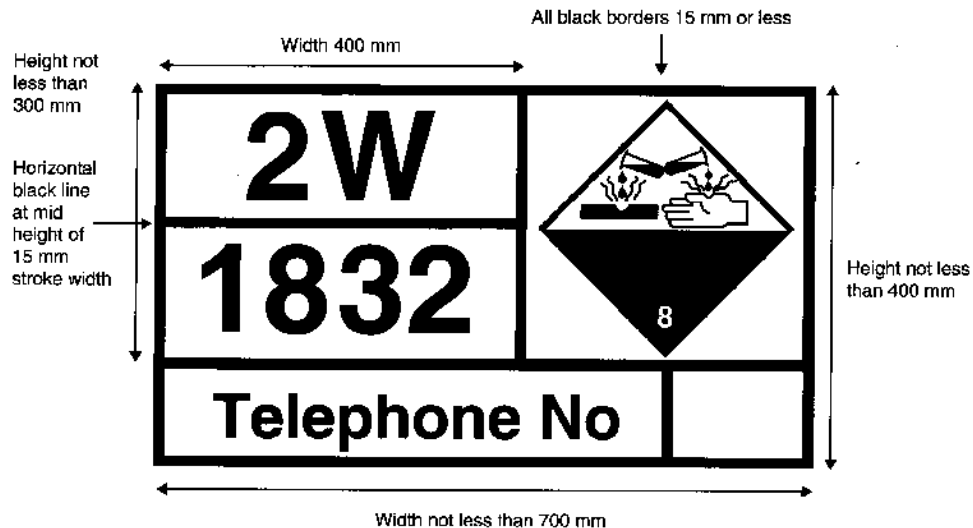 All black borders 15 mm or less
Width 400 mm
Height not
less than
300 mm
2W
Horizontal
black line
at mid
height of
15 mm
stroke width
1832
8
Height not less
than 400 mm
Telephone No
Width not less than 700 mm